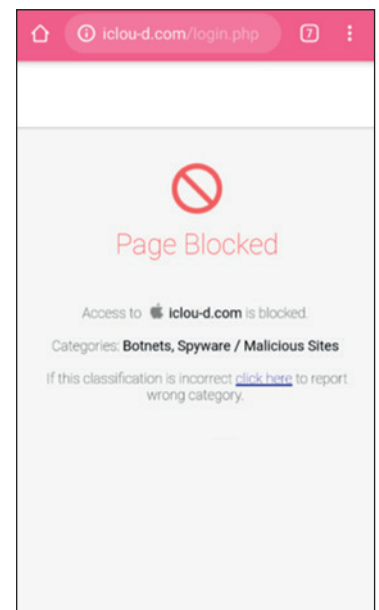 iclou-d.com/login.php 7
Page Blocked
Access to iclou-d.com is blocked.
Categories: Botnets, Spyware / Malicious Sites
If this classification is incorrect click here to report
wrong category.